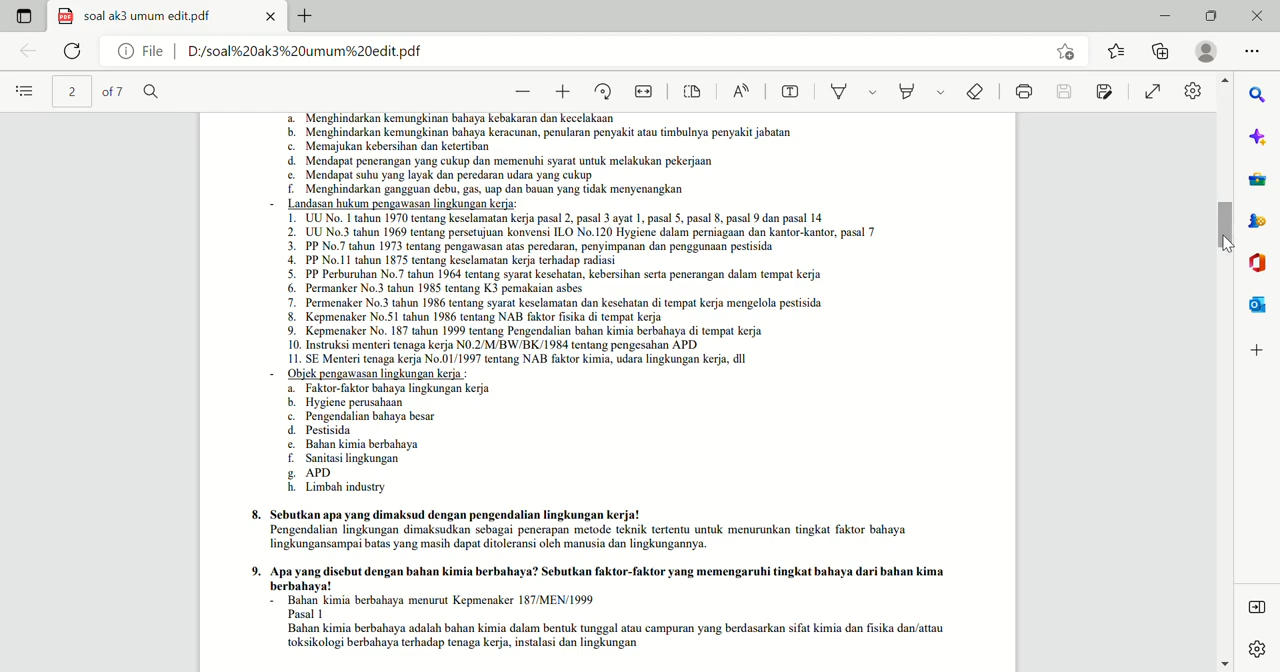 soal ak3 umum edit.pdf
File D:/soal%20ak3%20umum%20edit.pdf
2 of 7
a. Menghindarkan kemungkinan bahaya kebakaran dan kecelakaan
b. Menghindarkan kemungkinan bahaya keracunan, penularan penyakit atau timbulnya penyakit jabatan
c. Memajukan kebersihan dan ketertiban
d. Mendapat penerangan yang cukup dan memenuhi syarat untuk melakukan pekerjaan
e. Mendapat suhu yang layak dan peredaran udara yang cukup
f. Menghindarkan gangguan debu, gas, uap dan bauan yang tidak menyenangkan
- Landasan hukum pengawasan lingkungan kerja:
1. UU No. 1 tahun 1970 tentang keselamatan kerja pasal 2, pasal 3 ayat 1, pasal 5, pasal 8, pasal 9 dan pasal 14
2. UU No.3 tahun 1969 tentang persetujuan konvensi ILO No.120 Hygiene dalam perniagaan dan kantor-kantor, pasal 7
3. PP No.7 tahun 1973 tentang pengawasan atas peredaran, penyimpanan dan penggunaan pestisida
4. PP No.11 tahun 1875 tentang keselamatan kerja terhadap radiasi
5. PP Perburuhan No.7 tahun 1964 tentang syarat kesehatan, kebersihan serta penerangan dalam tempat kerja
6. Permanker No.3 tahun 1985 tentang K3 pemakaian asbes
7. Permenaker No.3 tahun 1986 tentang syarat keselamatan dan kesehatan di tempat kerja mengelola pestisida
8. Kepmenaker No.51 tahun 1986 tentang NAB faktor fisika di tempat kerja
9. Kepmenaker No. 187 tahun 1999 tentang Pengendalian bahan kimia berbahaya di tempat kerja
10. Instruksi menteri tenaga kerja N0.2/M/BW/BK/1984 tentang pengesahan APD
11. SE Menteri tenaga kerja No.01/1997 tentang NAB faktor kimia, udara lingkungan kerja, dll
- Objek pengawasan lingkungan kerja :
a. Faktor-faktor bahaya lingkungan kerja
b. Hygiene perusahaan
c. Pengendalian bahaya besar
d. Pestisida
e. Bahan kimia berbahaya
f. Sanitasi lingkungan
g. APD
h. Limbah industry
8. Sebutkan apa yang dimaksud dengan pengendalian lingkungan kerja!
Pengendalian lingkungan dimaksudkan sebagai penerapan metode teknik tertentu untuk menurunkan tingkat faktor bahaya
lingkungansampai batas yang masih dapat ditoleransi oleh manusia dan lingkungannya.
9. Apa yang disebut dengan bahan kimia berbahaya? Sebutkan faktor-faktor yang memengaruhi tingkat bahaya dari bahan kima
berbahaya!
- Bahan kimia berbahaya menurut Kepmenaker 187/MEN/1999
Pasal 1
Bahan kimia berbahaya adalah bahan kimia dalam bentuk tunggal atau campuran yang berdasarkan sifat kimia dan fisika dan/attau
toksikologi berbahaya terhadap tenaga kerja, instalasi dan lingkungan